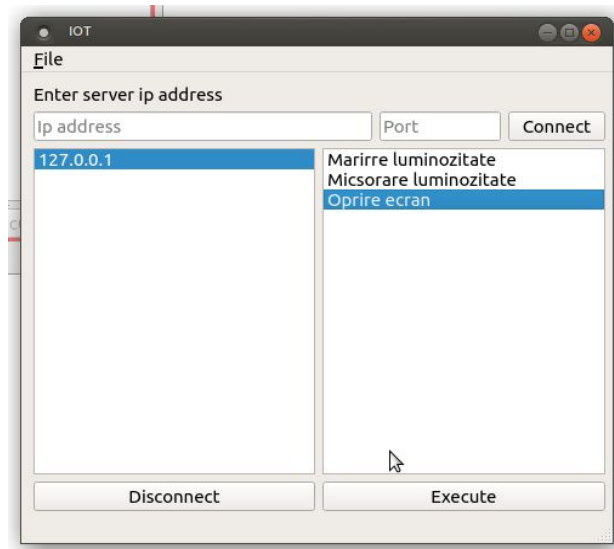 IOT
File
Enter server ip address
Ip address Port Connect
127.0.0.1
Marirre luminozitate
Micsorare luminozitate
Oprire ecran
Disconnect Execute